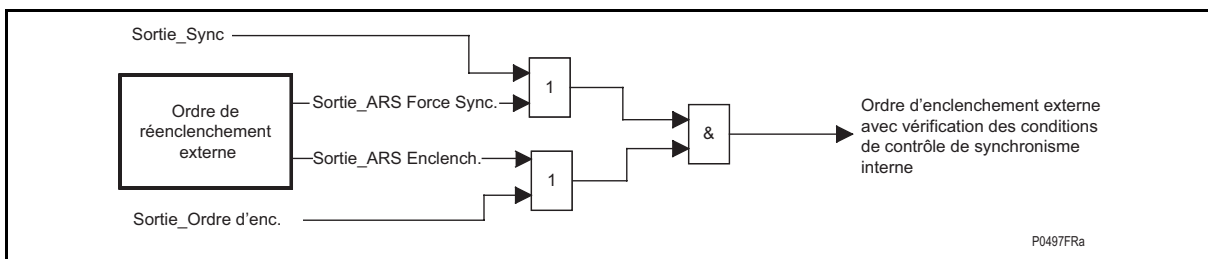 Sortie_Sync
Ordre de
réenclenchement
externe
Sortie_ARS Force Sync.
Sortie_ARS Enclench.
Sortie_Ordre d'enc.
1
1
&
Ordre d'enclenchement externe
avec vérification des conditions
de contrôle de synchronisme
interne
P0497FRa